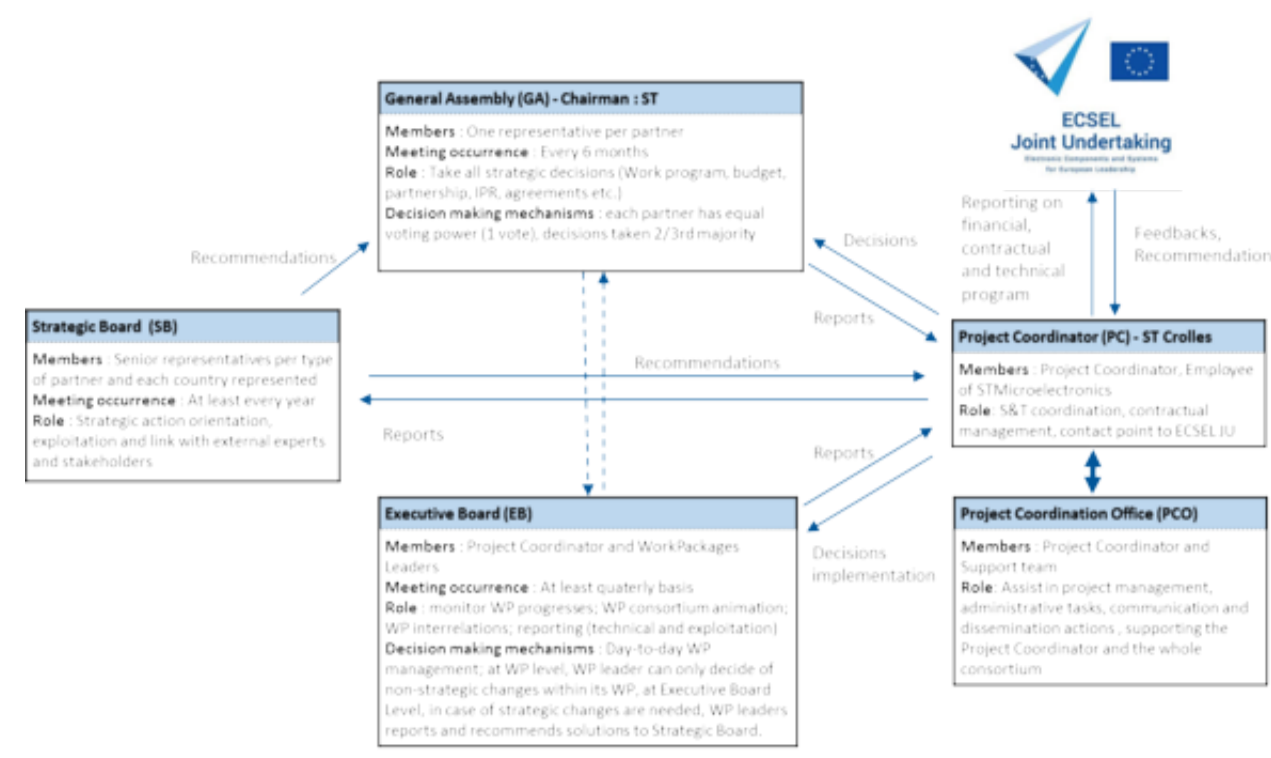 ECSEL
Joint Undertaking
Electronic Components and Systems
for European Leadership
General Assembly (GA) - Chairman : ST
Members : One representative per partner
Meeting occurrence : Every 6 months
Role : Take all strategic decisions (Work program, budget,
partnership, IPR, agreements etc.)
Decision making mechanisms : each partner has equal
voting power (1 vote), decisions taken 2/3rd majority
Recommendations
Decisions
Reports
Reporting on
financial,
contractual
and technical
program
Feedbacks,
Recommendation
Strategic Board (SB)
Members : Senior representatives per type
of partner and each country represented
Meeting occurrence : At least every year
Role : Strategic action orientation,
exploitation and link with external experts
and stakeholders
Recommendations
Reports
Project Coordinator (PC) - ST Crolles
Members : Project Coordinator, Employee
of STMicroelectronics
Role: S&T coordination, contractual
management, contact point to ECSEL JU
Reports
Decisions
implementation
Executive Board (EB)
Members : Project Coordinator and WorkPackages
Leaders
Meeting occurrence : At least quaterly basis
Role : monitor WP progresses; WP consortium animation;
WP interrelations; reporting (technical and exploitation)
Decision making mechanisms : Day-to-day WP
management; at WP level, WP leader can only decide of
non-strategic changes within its WP, at Executive Board
Level, in case of strategic changes are needed, WP leaders
reports and recommends solutions to Strategic Board.
Project Coordination Office (PCO)
Members : Project Coordinator and
Support team
Role: Assist in project management,
administrative tasks, communication and
dissemination actions , supporting the
Project Coordinator and the whole
consortium